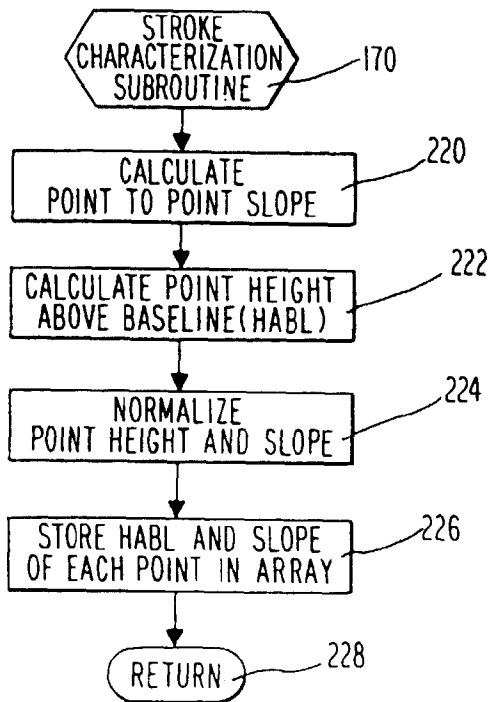 STROKE
CHARACTERIZATION
SUBROUTINE
170
CALCULATE
POINT TO POINT SLOPE
220
CALCULATE POINT HEIGHT
ABOVE BASELINE(HABL)
222
NORMALIZE
POINT HEIGHT AND SLOPE
224
STORE HABL AND SLOPE
OF EACH POINT IN ARRAY
226
RETURN
228